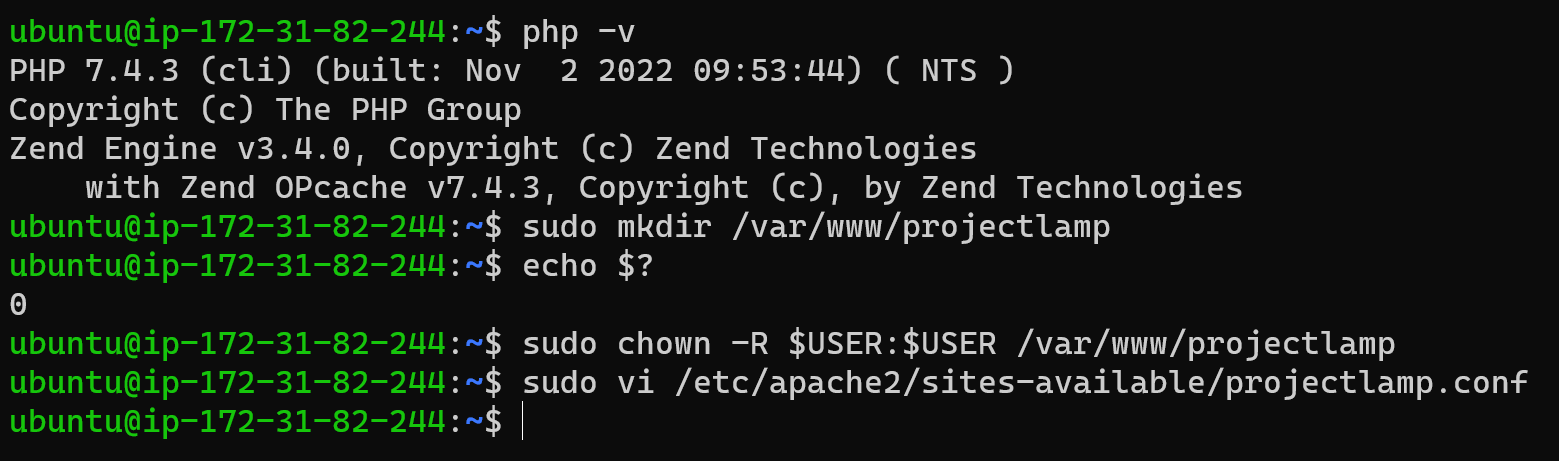 ubuntu@ip-172-31-82-244:~$ php -v
PHP 7.4.3 (cli) (built: Nov  2 2022 09:53:44) ( NTS )
Copyright (c) The PHP Group
Zend Engine v3.4.0, Copyright (c) Zend Technologies
    with Zend OPcache v7.4.3, Copyright (c), by Zend Technologies
ubuntu@ip-172-31-82-244:~$ sudo mkdir /var/www/projectlamp
ubuntu@ip-172-31-82-244:~$ echo $?
0
ubuntu@ip-172-31-82-244:~$ sudo chown -R $USER:$USER /var/www/projectlamp
ubuntu@ip-172-31-82-244:~$ sudo vi /etc/apache2/sites-available/projectlamp.conf
ubuntu@ip-172-31-82-244:~$